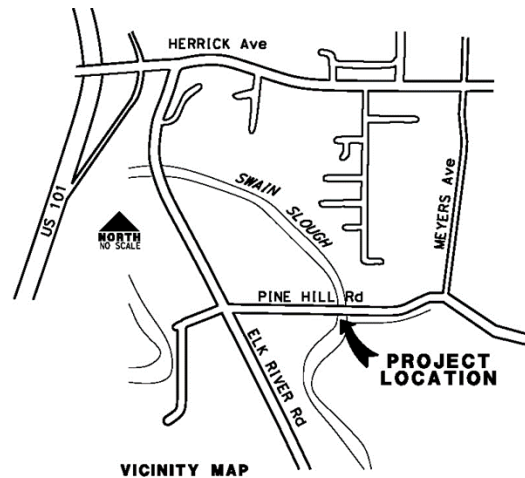 HERRICK Ave
US 101
SWAIN SLOUGH
MEYERS Ave
NORTH
NO SCALE
PINE HILL Rd
ELK RIVER Rd
PROJECT
LOCATION
VICINITY MAP